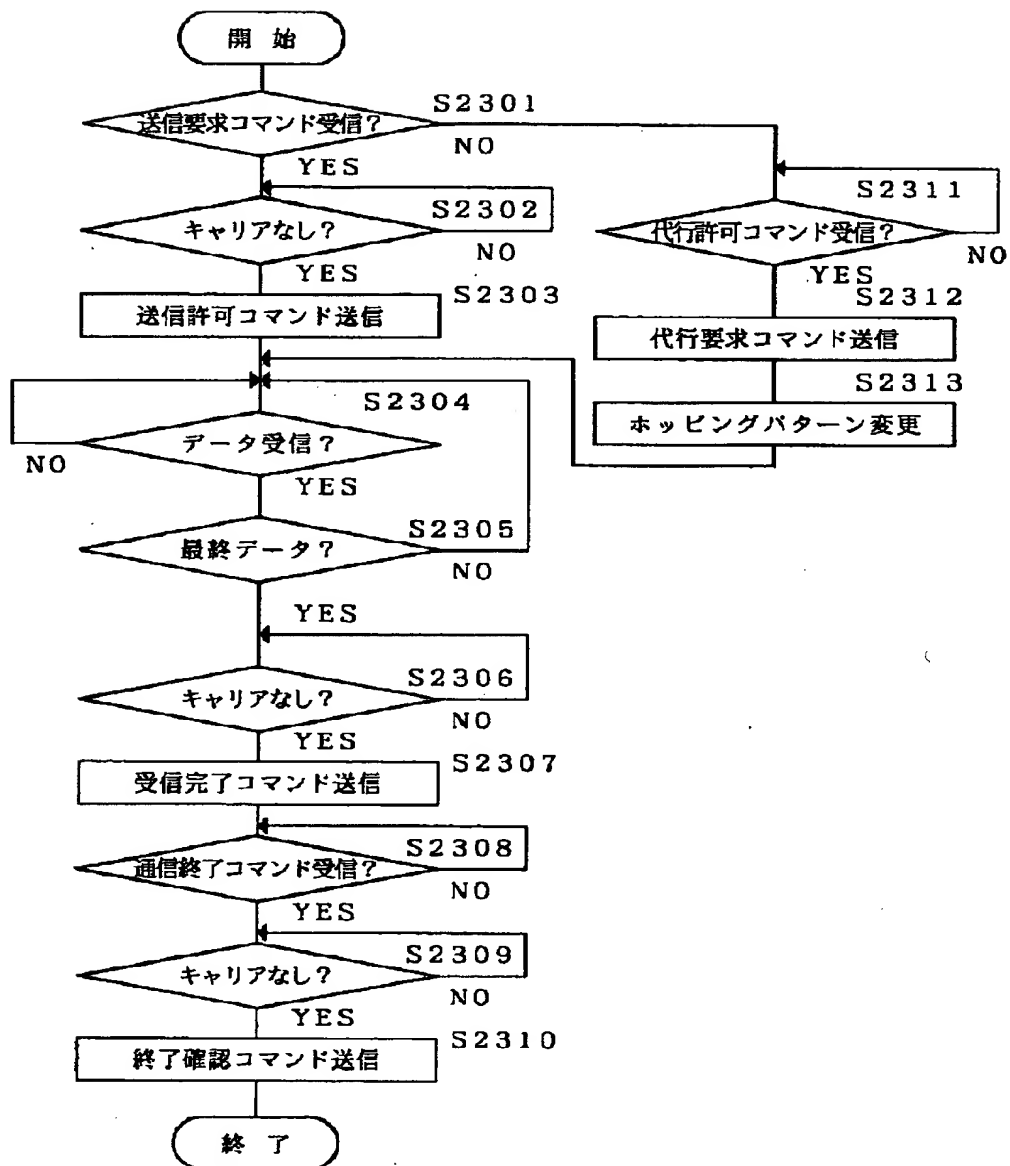 開 始
S2301
送信要求コマンド受信?
NO
YES
S2302
キャリアなし?
NO
YES
S2303
送信許可コマンド送信
S2311
代行許可コマンド受信?
NO
YES
S2312
代行要求コマンド送信
S2313
ホッピングパターン変更
S2304
データ受信?
NO
YES
S2305
最終データ?
NO
YES
S2306
キャリアなし?
NO
YES
S2307
受信完了コマンド送信
S2308
通信終了コマンド受信?
NO
YES
S2309
キャリアなし?
NO
YES
S2310
終了確認コマンド送信
終 了